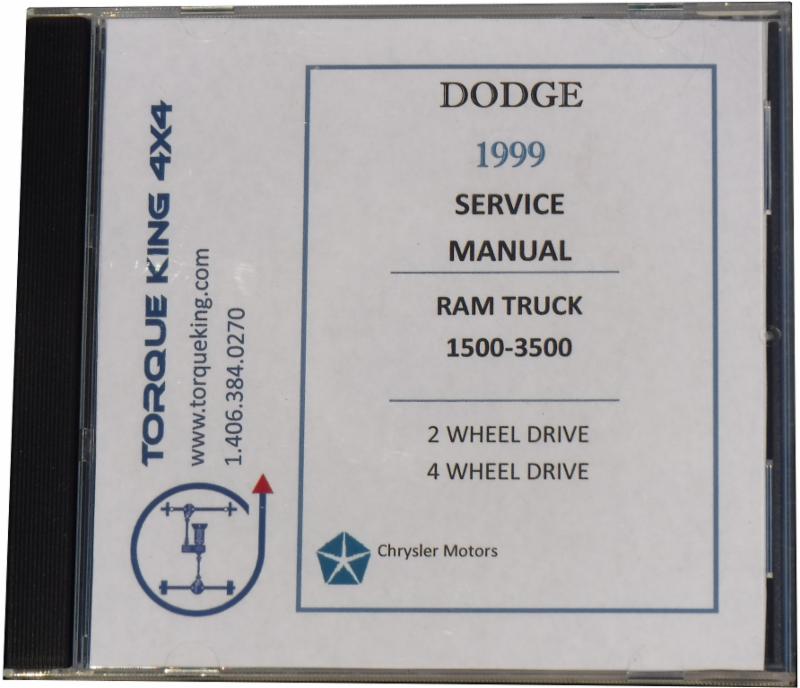 TORQUE KING 4X4
www.torqueking.com
1.406.384.0270
DODGE
1999
SERVICE
MANUAL
RAM TRUCK
1500-3500
2 WHEEL DRIVE
4 WHEEL DRIVE
Chrysler Motors